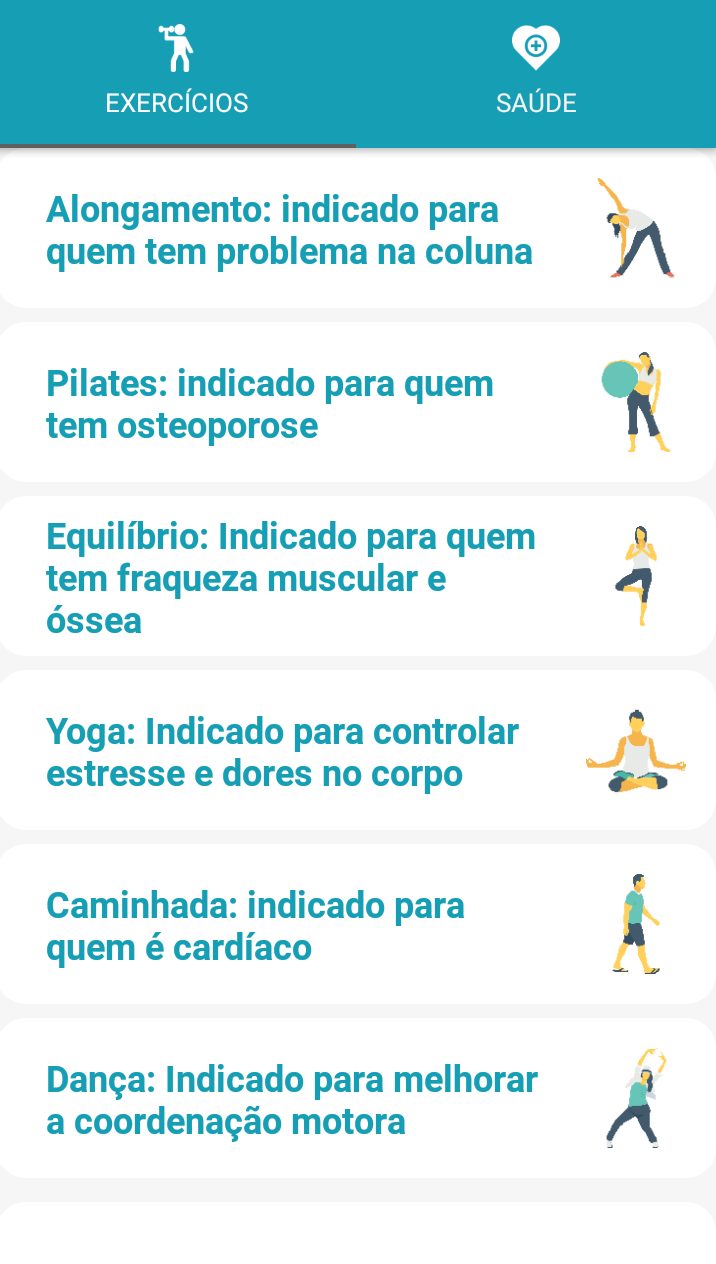 EXERCÍCIOS
SAÚDE
Alongamento: indicado para
quem tem problema na coluna
Pilates: indicado para quem
tem osteoporose
Equilíbrio: Indicado para quem
tem fraqueza muscular e
óssea
Yoga: Indicado para controlar
estresse e dores no corpo
Caminhada: indicado para
quem é cardíaco
Dança: Indicado para melhorar
a coordenação motora